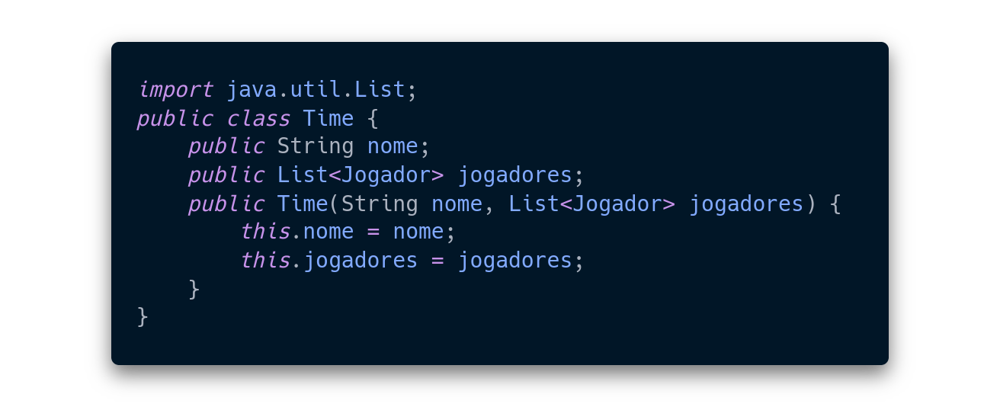 import java.util.List;
public class Time {
    public String nome;
    public List<Jogador> jogadores;
    public Time(String nome, List<Jogador> jogadores) {
        this.nome = nome;
        this.jogadores = jogadores;
    }
}